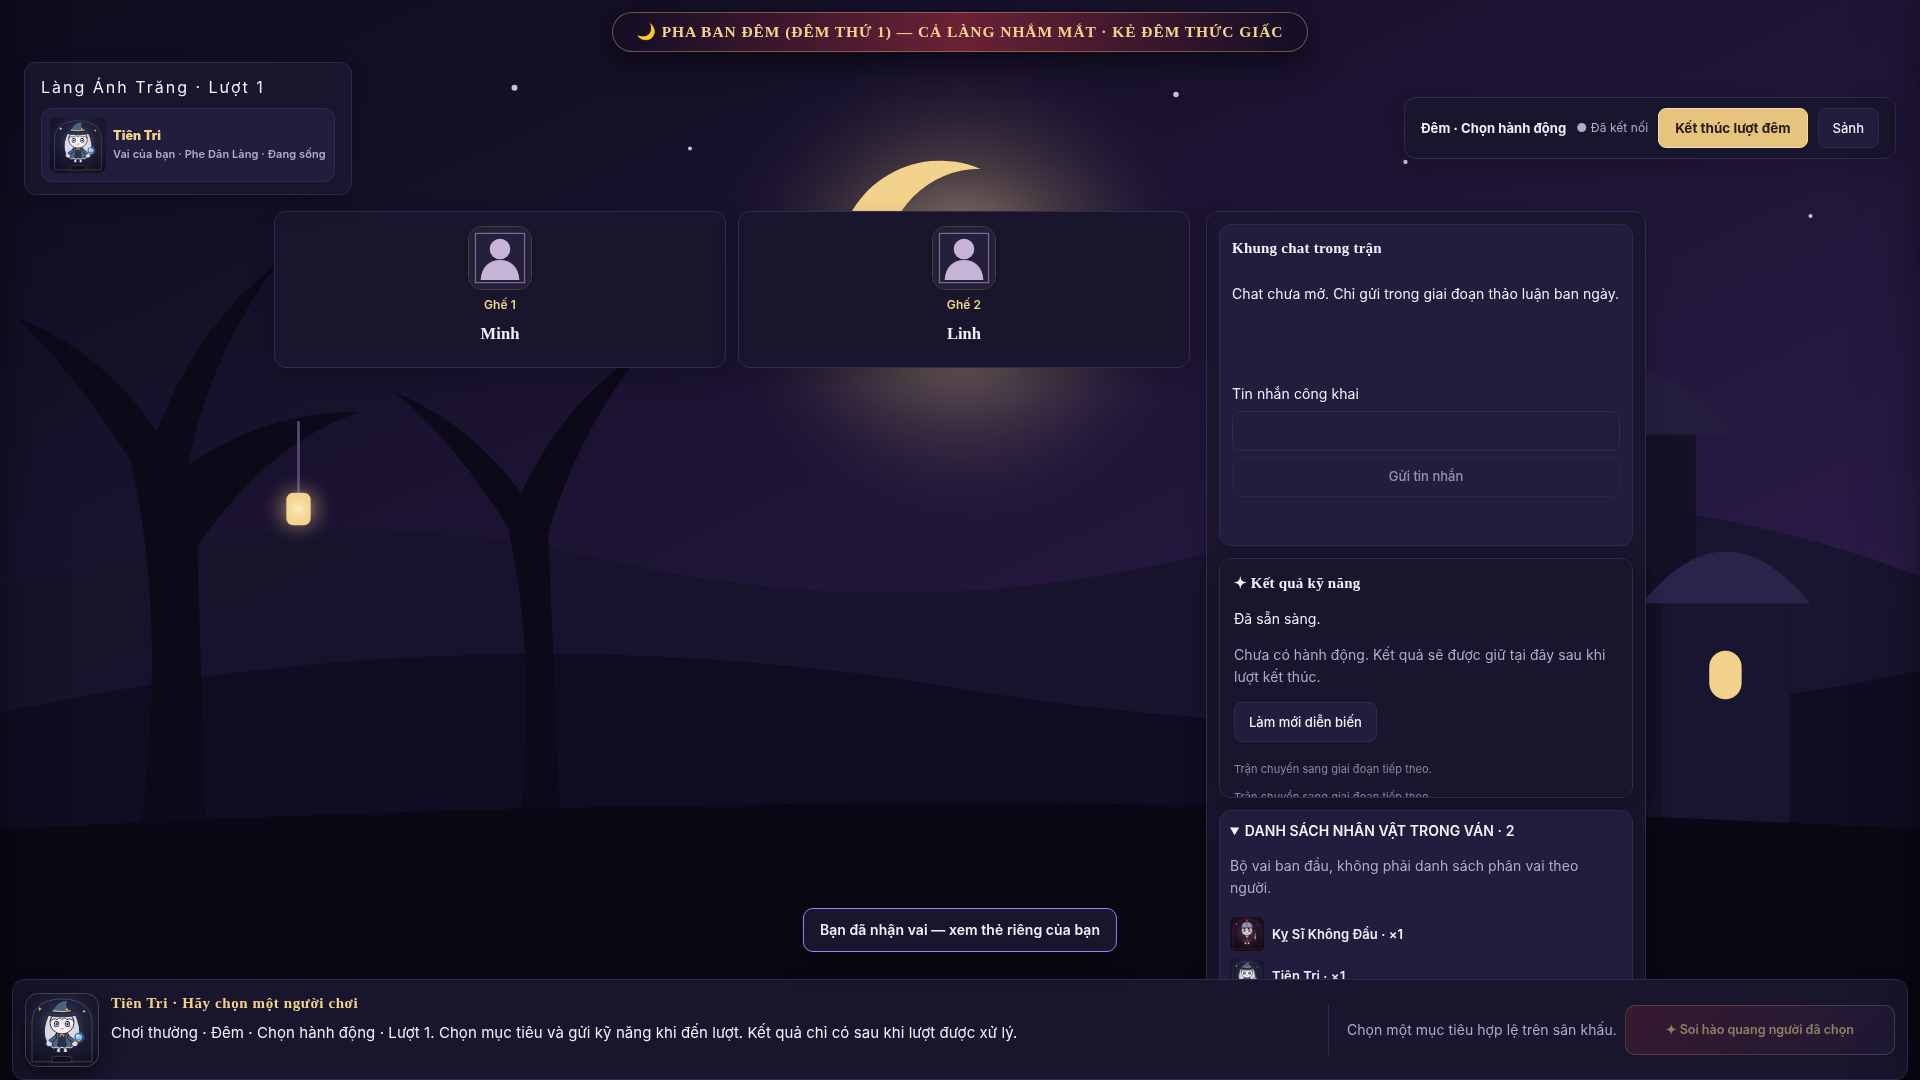 🌙 PHA BAN ĐÊM (ĐÊM THỨ 1) — CẢ LÀNG NHẮM MẮT · KẺ ĐÊM THỨC GIẤC
Làng Ánh Trăng · Lượt 1
Tiên Tri
Vai của bạn · Phe Dân Làng · Đang sống
Đêm · Chọn hành động
Đã kết nối
Kết thúc lượt đêm
Sảnh
Ghế 1
Minh
Ghế 2
Linh
Khung chat trong trận
Chat chưa mở. Chỉ gửi trong giai đoạn thảo luận ban ngày.
Tin nhắn công khai
Gửi tin nhắn
✦ Kết quả kỹ năng
Đã sẵn sàng.
Chưa có hành động. Kết quả sẽ được giữ tại đây sau khi
lượt kết thúc.
Làm mới diễn biến
Trận chuyển sang giai đoạn tiếp theo.
Trận chuyển sang giai đoạn tiếp theo.
▼ DANH SÁCH NHÂN VẬT TRONG VÁN · 2
Bộ vai ban đầu, không phải danh sách phân vai theo
người.
Kỵ Sĩ Không Đầu · ×1
Tiên Tri · ×1
Bạn đã nhận vai — xem thẻ riêng của bạn
Tiên Tri · Hãy chọn một người chơi
Chơi thường · Đêm · Chọn hành động · Lượt 1. Chọn mục tiêu và gửi kỹ năng khi đến lượt. Kết quả chỉ có sau khi lượt được xử lý.
Chọn một mục tiêu hợp lệ trên sân khấu.
✦ Soi hào quang người đã chọn